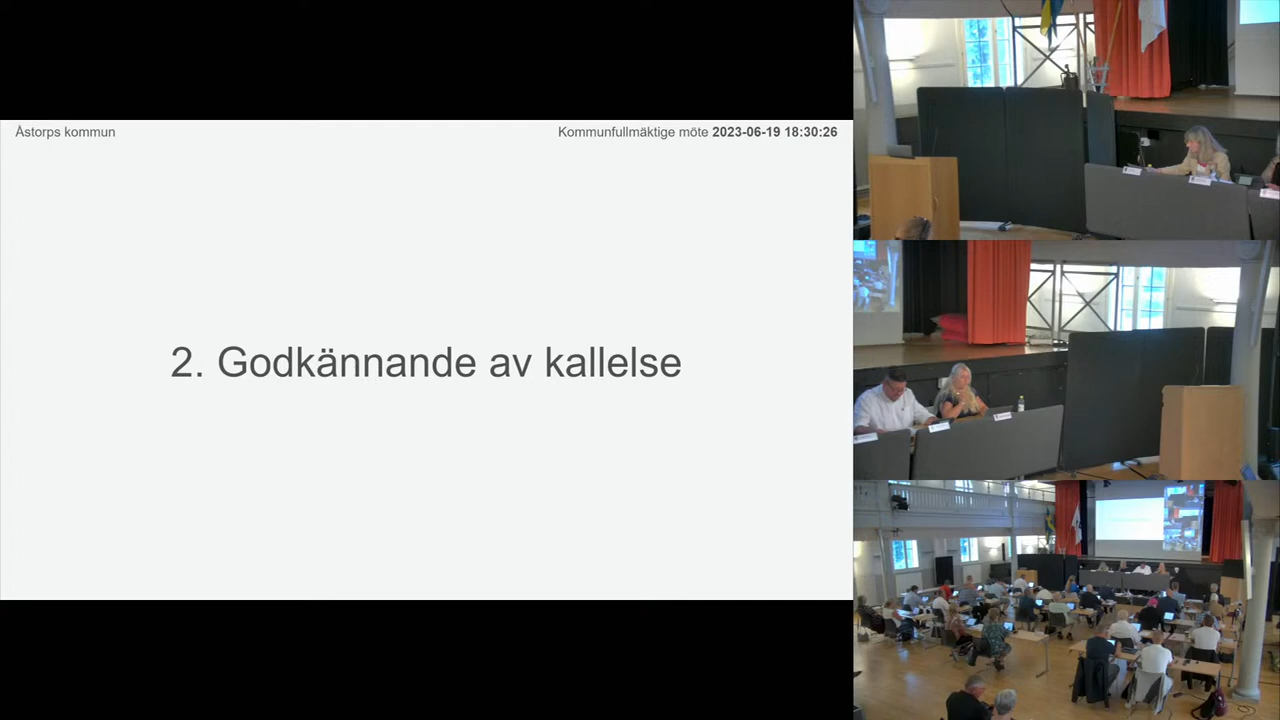 Åstorps kommun
Kommunfullmäktige möte 2023-06-19 18:30:26
2. Godkännande av kallelse